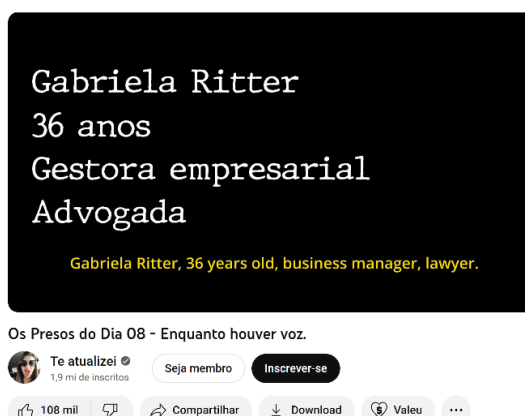 Gabriela Ritter
36 anos
Gestora empresarial
Advogada
Gabriela Ritter, 36 years old, business manager, lawyer.
Os Presos do Dia 08 - Enquanto houver voz.
Te atualizei
1,9 mi de inscritos
Seja membro
Inscrever-se
108 mil
Compartilhar
Download
Valeu